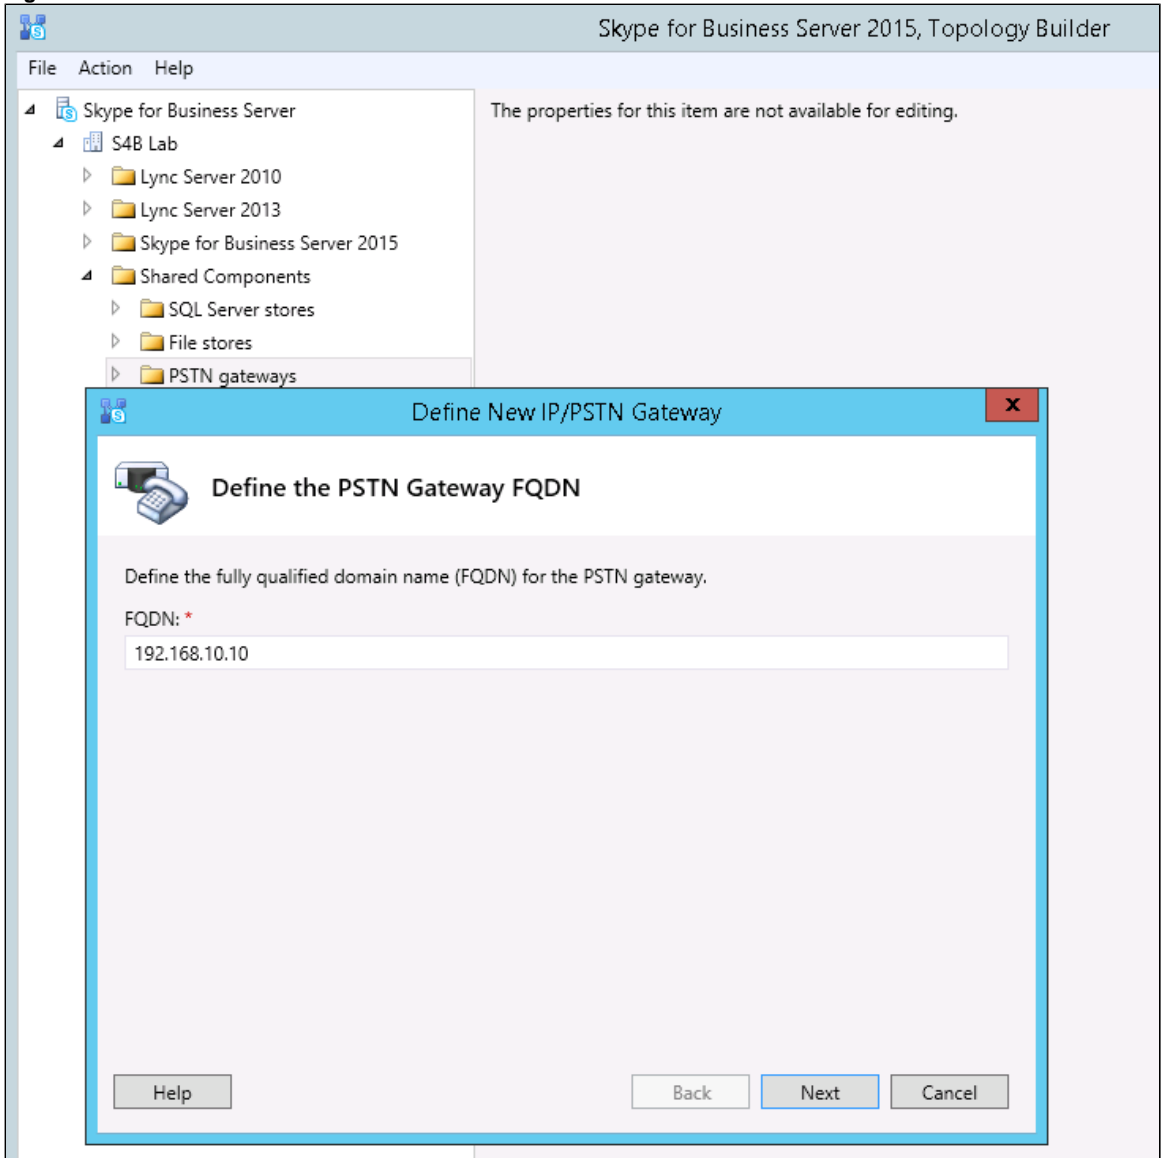 Skype for Business Server 2015, Topology Builder
File Action Help
Skype for Business Server
The properties for this item are not available for editing.
S4B Lab
Lync Server 2010
Lync Server 2013
Skype for Business Server 2015
Shared Components
SQL Server stores
File stores
PSTN gateways
Define New IP/PSTN Gateway
x
Define the PSTN Gateway FQDN
Define the fully qualified domain name (FQDN) for the PSTN gateway.
FQDN: *
192.168.10.10
Help Back Next Cancel